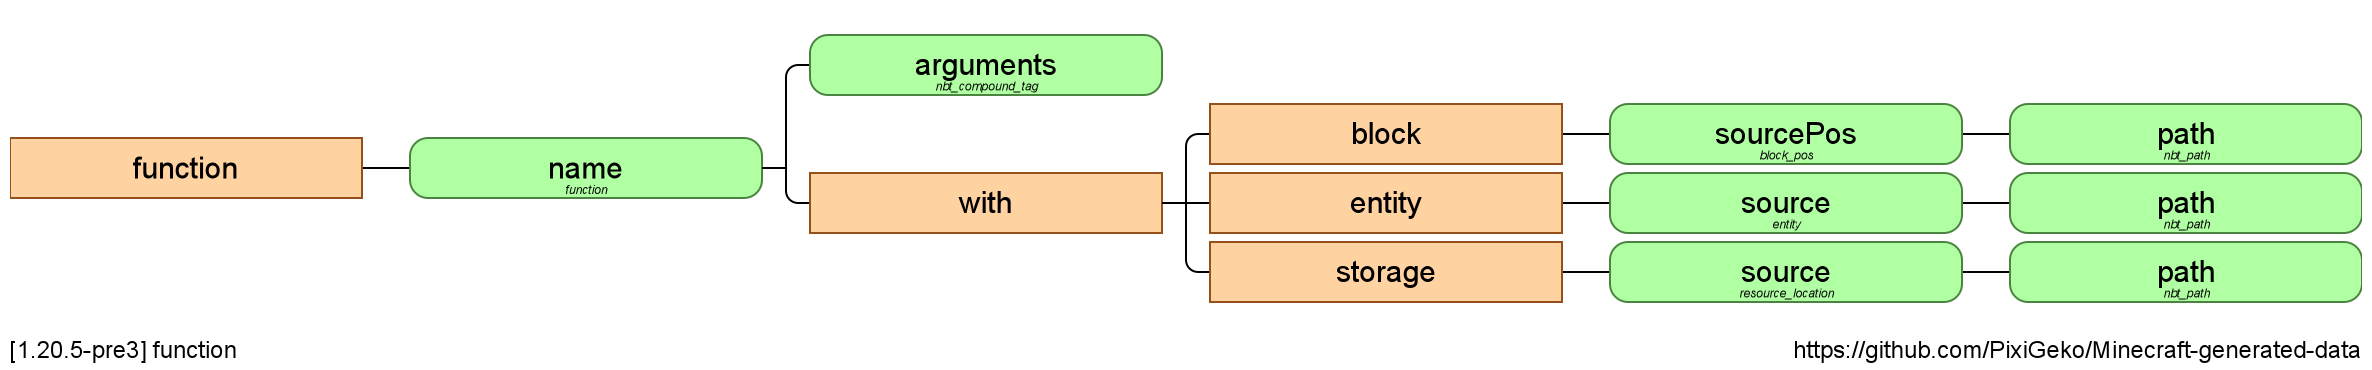 arguments
nbt_compound_tag
function
name
function
with
block
sourcePos
block_pos
path
nbt_path
entity
source
entity
path
nbt_path
storage
source
resource_location
path
nbt_path
[1.20.5-pre3] function
https://github.com/PixiGeko/Minecraft-generated-data